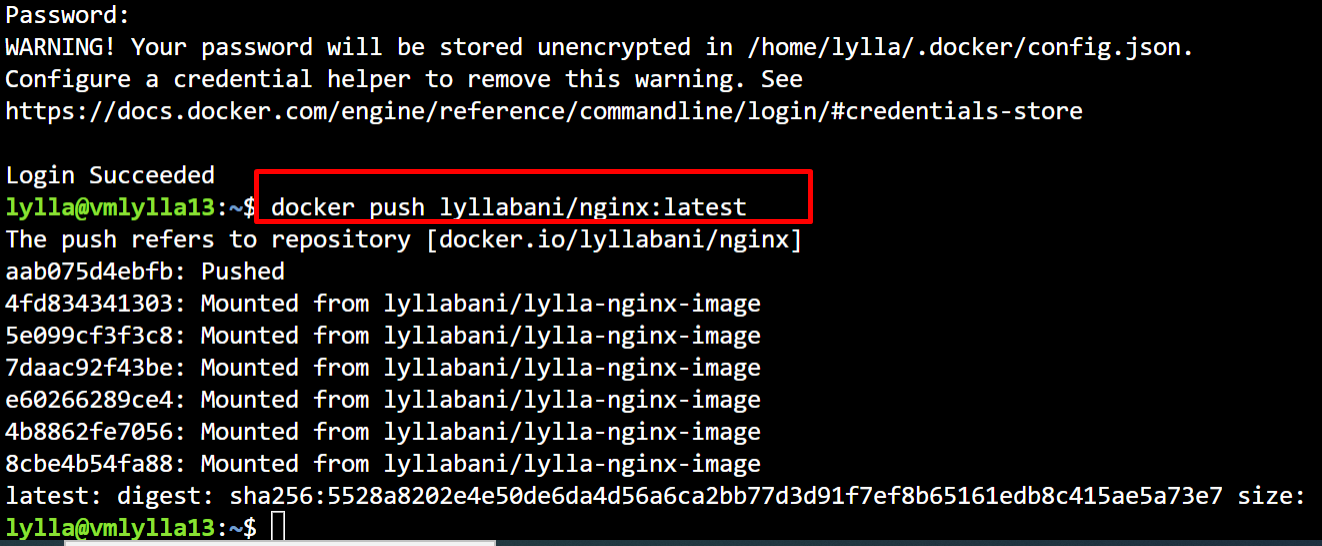 Password:
WARNING! Your password will be stored unencrypted in /home/lylla/.docker/config.json.
Configure a credential helper to remove this warning. See
https://docs.docker.com/engine/reference/commandline/login/#credentials-store
Login Succeeded
lylla@vmlylla13:~$ docker push lyllabani/nginx:latest
The push refers to repository [docker.io/lyllabani/nginx]
aab075d4ebfb: Pushed
4fd834341303: Mounted from lyllabani/lylla-nginx-image
5e099cf3f3c8: Mounted from lyllabani/lylla-nginx-image
7daac92f43be: Mounted from lyllabani/lylla-nginx-image
e60266289ce4: Mounted from lyllabani/lylla-nginx-image
4b8862fe7056: Mounted from lyllabani/lylla-nginx-image
8cbe4b54fa88: Mounted from lyllabani/lylla-nginx-image
latest: digest: sha256:5528a8202e4e50de6da4d56a6ca2bb77d3d91f7ef8b65161edb8c415ae5a73e7 size:
lylla@vmlylla13:~$